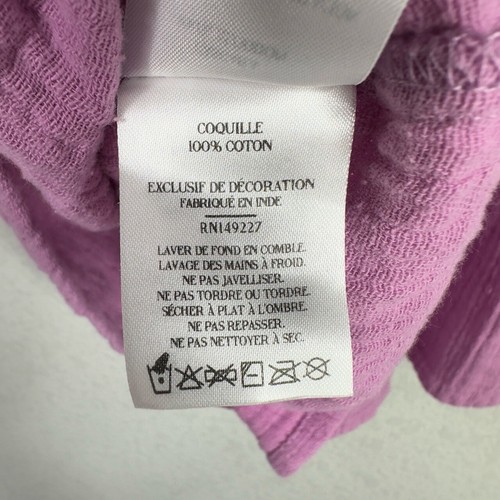 COQUILLE
100% COTON
EXCLUSIF DE DÉCORATION
FABRIQUÉ EN INDE
RN149227
LAVER DE FOND EN COMBLE.
LAVAGE DES MAINS À FROID.
NE PAS JAVELLISER.
NE PAS TORDRE OU TORDRE.
SÉCHER À PLAT À L'OMBRE.
NE PAS REPASSER.
NE PAS NETTOYER À SEC.